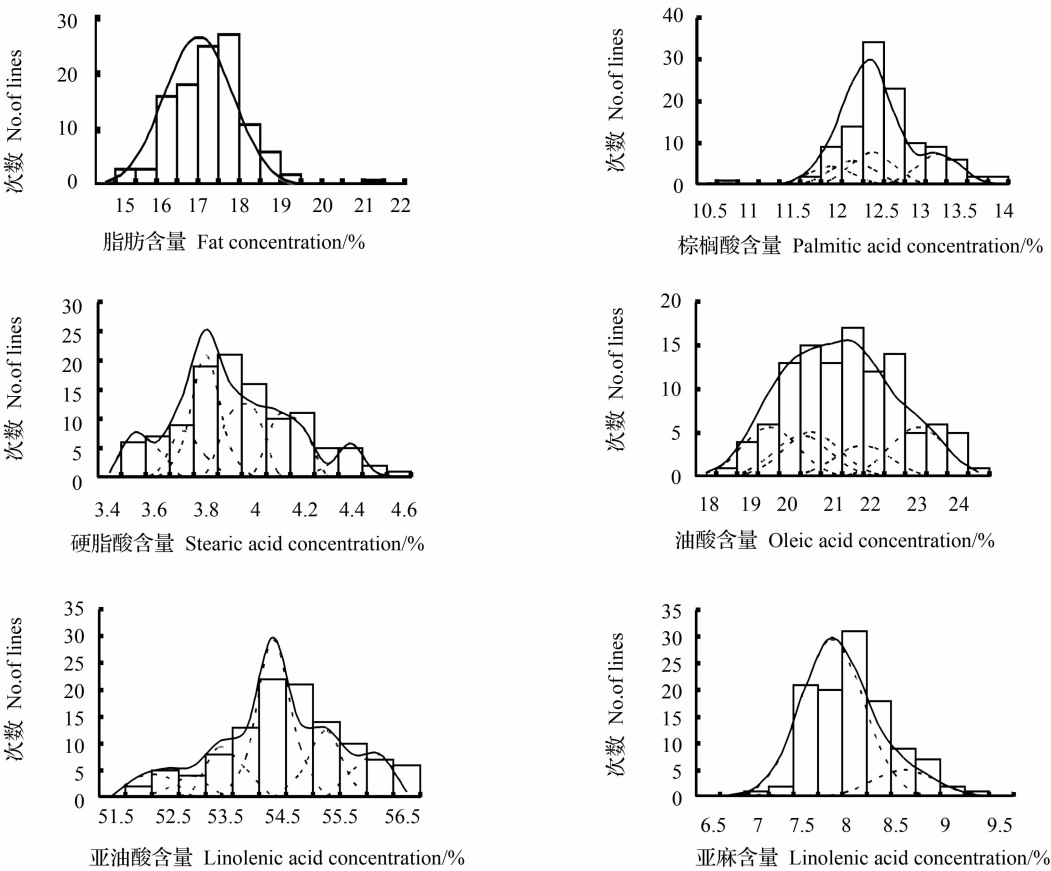 次数 No.of lines
30
20
10
0
15 16 17 18 19 20 21 22
脂肪含量 Fat concentration/%
次数 No.of lines
40
30
20
10
0
10.5 11 11.5 12 12.5 13 13.5 14
棕榈酸含量 Palmitic acid concentration/%
次数 No.of lines
30
25
20
15
10
5
0
3.4 3.6 3.8 4 4.2 4.4 4.6
硬脂酸含量 Stearic acid concentration/%
次数 No.of lines
20
15
10
5
0
18 19 20 21 22 23 24
油酸含量 Oleic acid concentration/%
次数 No.of lines
35
30
25
20
15
10
5
0
51.5 52.5 53.5 54.5 55.5 56.5
亚油酸含量 Linolenic acid concentration/%
次数 No.of lines
35
30
25
20
15
10
5
0
6.5 7 7.5 8 8.5 9 9.5
亚麻含量 Linolenic acid concentration/%